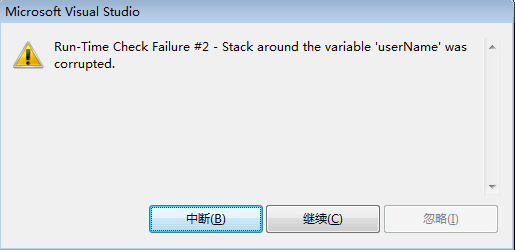 Microsoft Visual Studio
Run-Time Check Failure #2 - Stack around the variable 'userName' was
corrupted.
中断(B)
继续(C)
忽略(I)